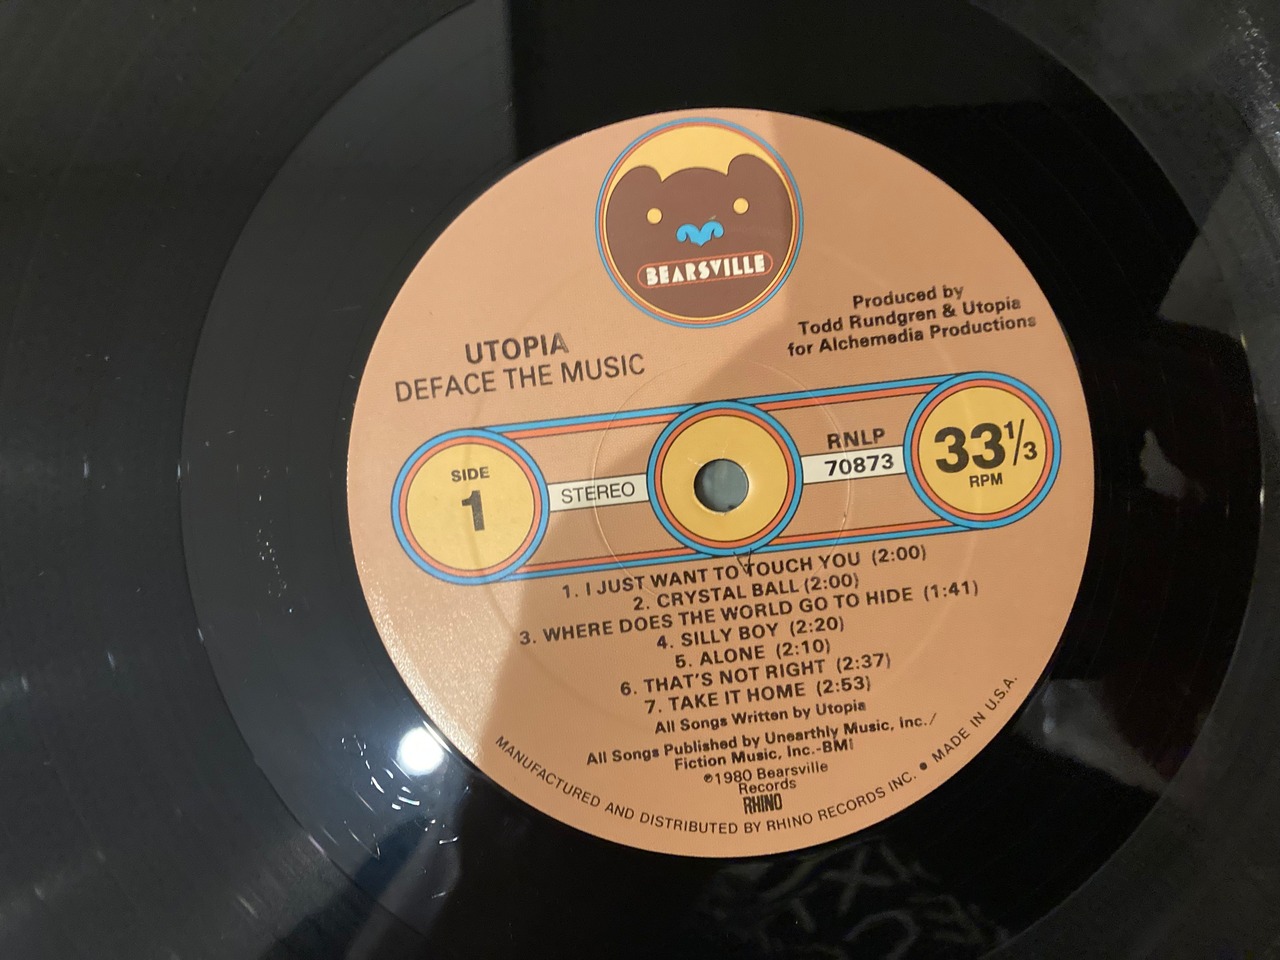 BEARSVILLE
Produced by
Todd Rundgren & Utopia
for Alchemedia Productions
UTOPIA
DEFACE THE MUSIC
SIDE
1
STEREO
RNLP
70873
33 1/3
RPM
1. I JUST WANT TO TOUCH YOU (2:00)
2. CRYSTAL BALL (2:00)
3. WHERE DOES THE WORLD GO TO HIDE (1:41)
4. SILLY BOY (2:20)
5. ALONE (2:10)
6. THAT'S NOT RIGHT (2:37)
7. TAKE IT HOME (2:53)
All Songs Written by Utopia
All Songs Published by Unearthly Music, Inc./
Fiction Music, Inc.-BMI
℗1980 Bearsville
Records
RHINO
MANUFACTURED AND DISTRIBUTED BY RHINO RECORDS INC. ● MADE IN U.S.A.